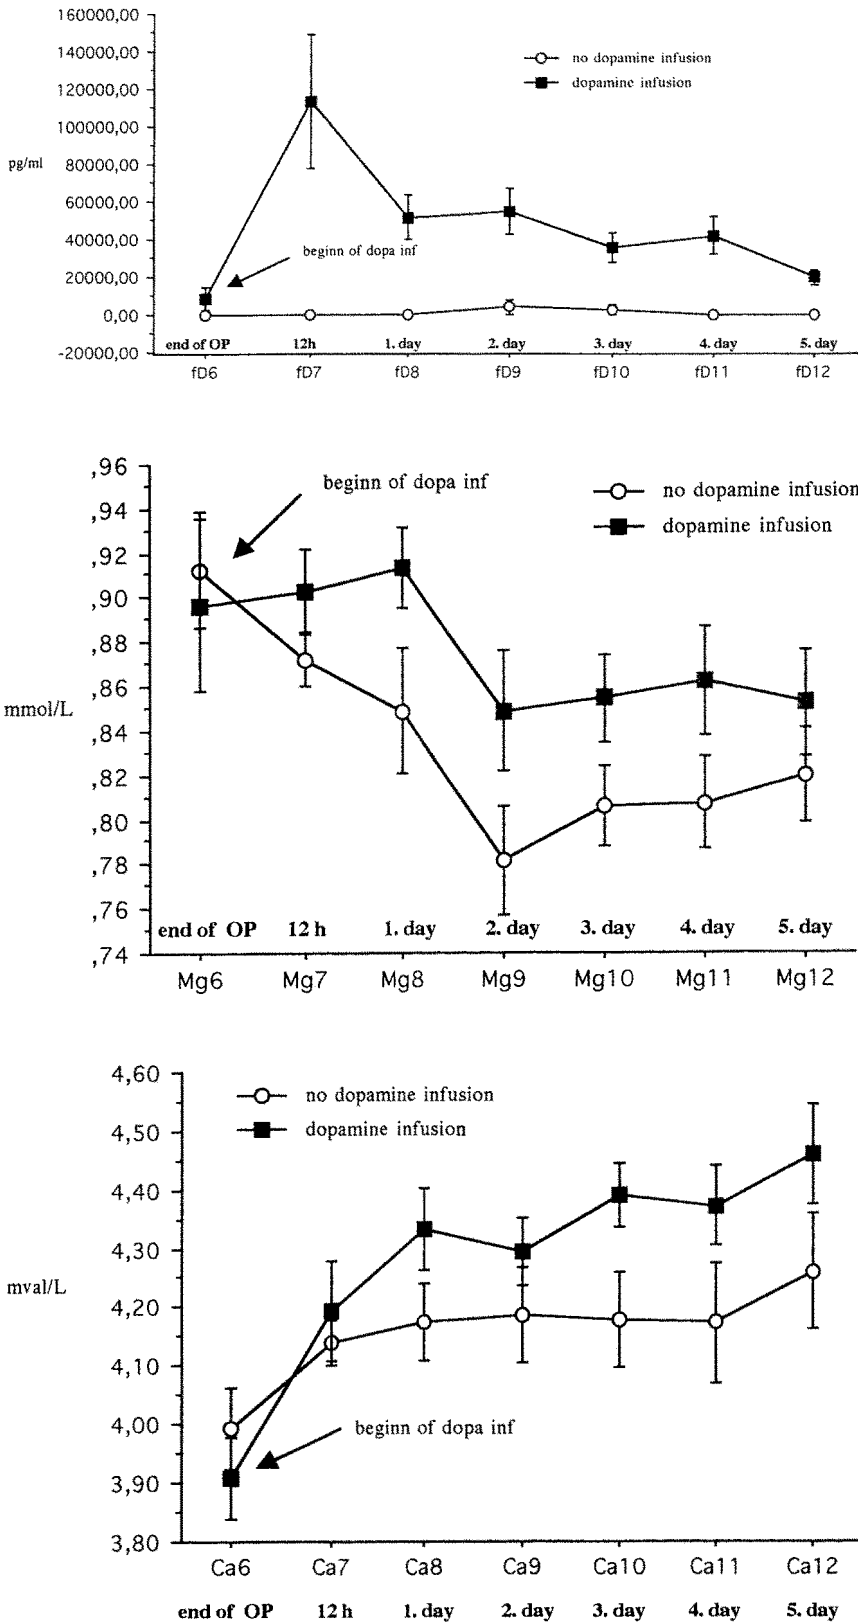 160000,00
140000,00
120000,00
100000,00
80000,00
60000,00
40000,00
20000,00
0,00
-20000,00
pg/ml
no dopamine infusion
dopamine infusion
beginn of dopa inf
end of OP 12h 1. day 2. day 3. day 4. day 5. day
fD6 fD7 fD8 fD9 fD10 fD11 fD12
,96
,94
,92
,90
,88
,86
,84
,82
,80
,78
,76
,74
mmol/L
beginn of dopa inf
no dopamine infusion
dopamine infusion
end of OP 12 h 1. day 2. day 3. day 4. day 5. day
Mg6 Mg7 Mg8 Mg9 Mg10 Mg11 Mg12
4,60
4,50
4,40
4,30
4,20
4,10
4,00
3,90
3,80
mval/L
no dopamine infusion
dopamine infusion
beginn of dopa inf
Ca6 Ca7 Ca8 Ca9 Ca10 Ca11 Ca12
end of OP 12 h 1. day 2. day 3. day 4. day 5. day